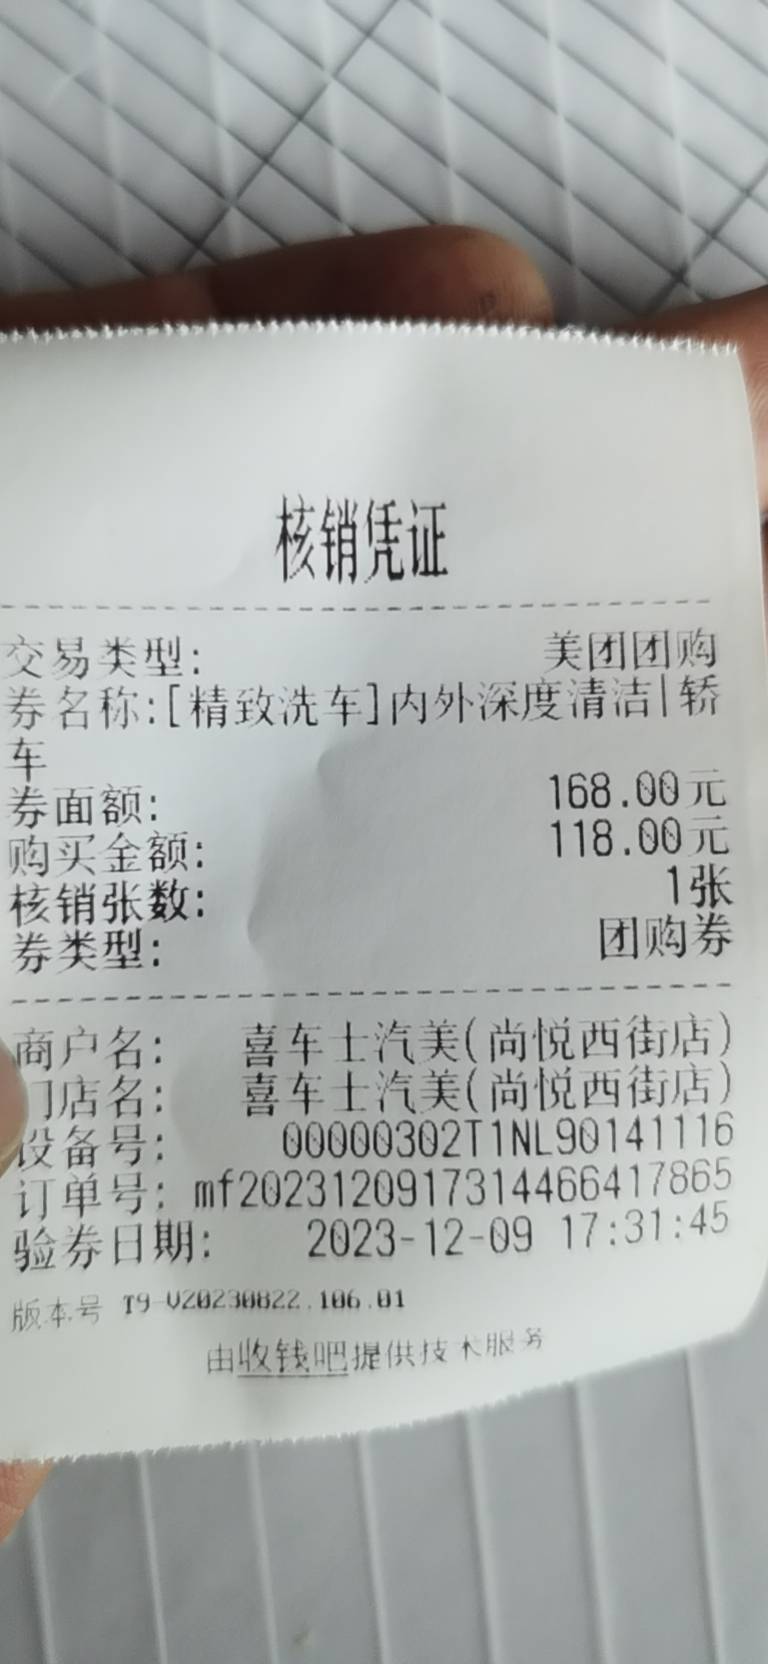 核销凭证
交易类型: 美团团购
券名称:[精致洗车]内外深度清洁|轿
车
券面额: 168.00元
购买金额: 118.00元
核销张数: 1张
券类型: 团购券
商户名: 喜车士汽美(尚悦西街店)
门店名: 喜车士汽美(尚悦西街店)
设备号: 00000302T1NL90141116
订单号: mf20231209173144664178​65
验券日期: 2023-12-09 17:31:45
版本号 T9-V20230822.106.01
由收钱吧提供技术服务